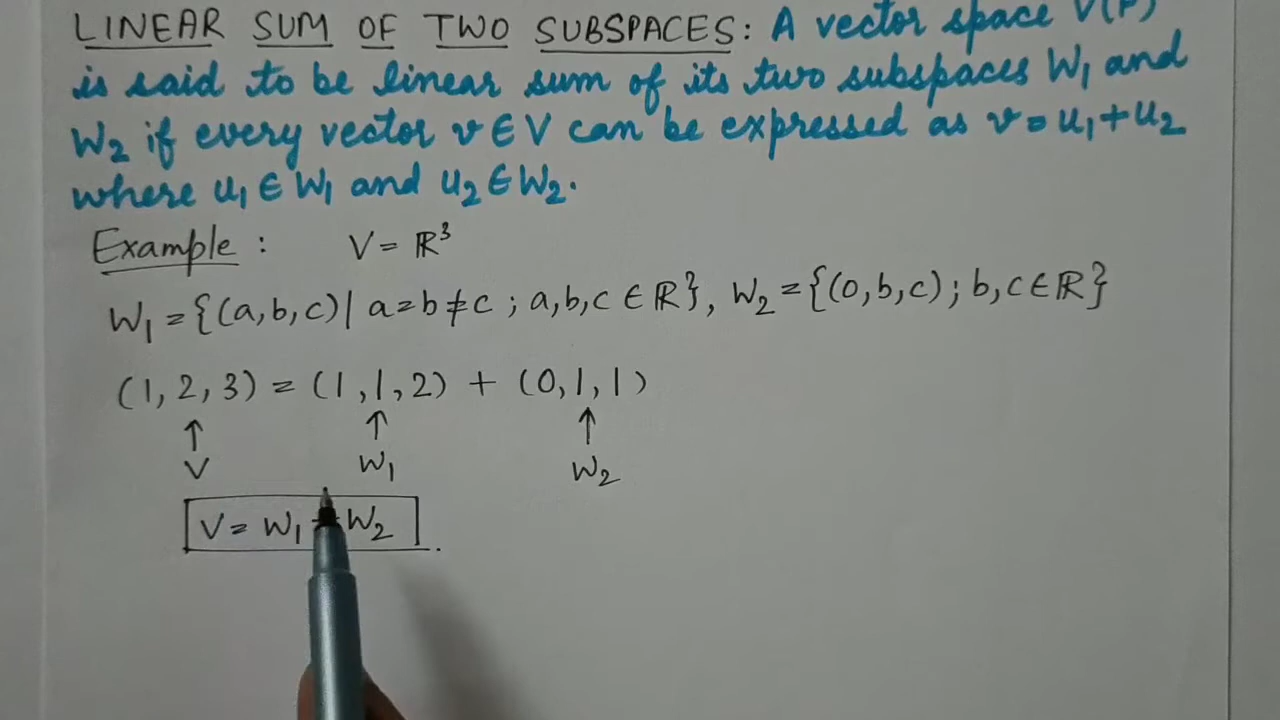 LINEAR SUM OF TWO SUBSPACES: A vector space V(F)
is said to be linear sum of its two subspaces W₁ and
W₂ if every vector v ∈ V can be expressed as v = u₁ + u₂
where u₁ ∈ W₁ and u₂ ∈ W₂.
Example : V = ℝ³
W₁ = {(a,b,c) | a=b≠c ; a,b,c ∈ ℝ}, W₂ = {(0,b,c) ; b,c ∈ ℝ}
(1,2,3) = (1,1,2) + (0,1,1)
↑ ↑ ↑
V W₁ W₂
V = W₁ + W₂ .